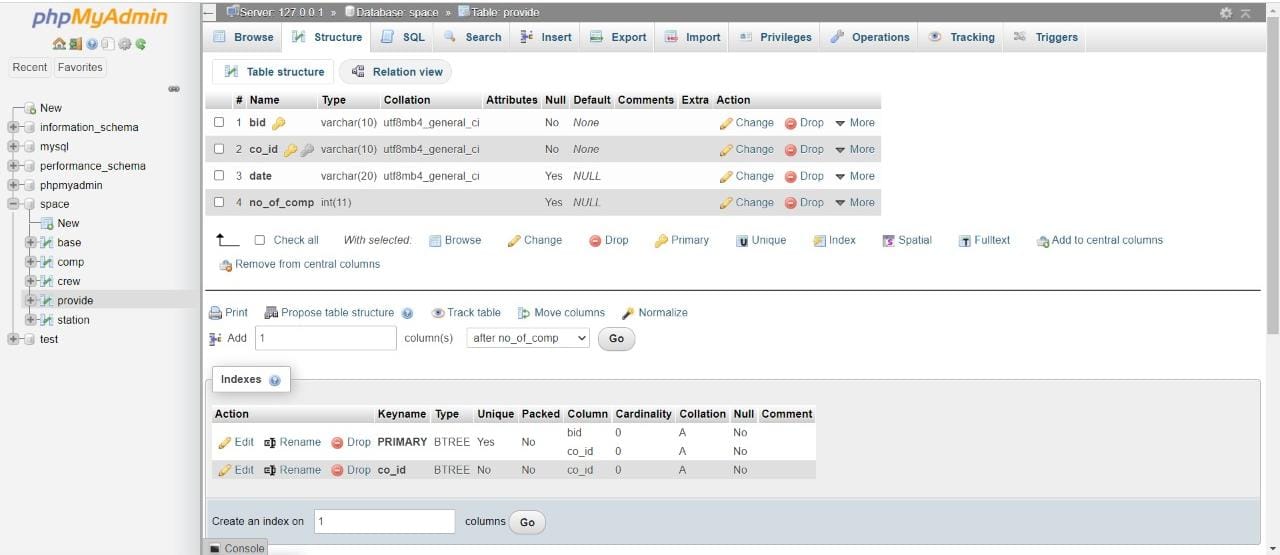 phpMyAdmin
Recent Favorites
New
information_schema
mysql
performance_schema
phpmyadmin
space
New
base
comp
crew
provide
station
test
Server: 127.0.0.1 » Database: space » Table: provide
Browse Structure SQL Search Insert Export Import Privileges Operations Tracking Triggers
Table structure Relation view
# Name Type Collation Attributes Null Default Comments Extra Action
1 bid varchar(10) utf8mb4_general_ci No None Change Drop More
2 co_id varchar(10) utf8mb4_general_ci No None Change Drop More
3 date varchar(20) utf8mb4_general_ci Yes NULL Change Drop More
4 no_of_comp int(11) Yes NULL Change Drop More
Check all With selected: Browse Change Drop Primary Unique Index Spatial Fulltext Add to central columns
Remove from central columns
Print Propose table structure Track table Move columns Normalize
Add 1 column(s) after no_of_comp Go
Indexes
Action Keyname Type Unique Packed Column Cardinality Collation Null Comment
Edit Rename Drop PRIMARY BTREE Yes No bid 0 A No
co_id 0 A No
Edit Rename Drop co_id BTREE No No co_id 0 A No
Create an index on 1 columns Go
Console